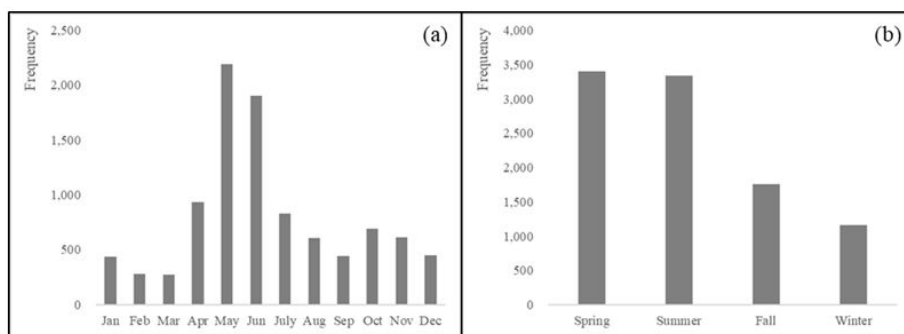 (a)
Frequency
2,500
2,000
1,500
1,000
500
0
Jan Feb Mar Apr May Jun July Aug Sep Oct Nov Dec
(b)
Frequency
4,000
3,500
3,000
2,500
2,000
1,500
1,000
500
0
Spring Summer Fall Winter